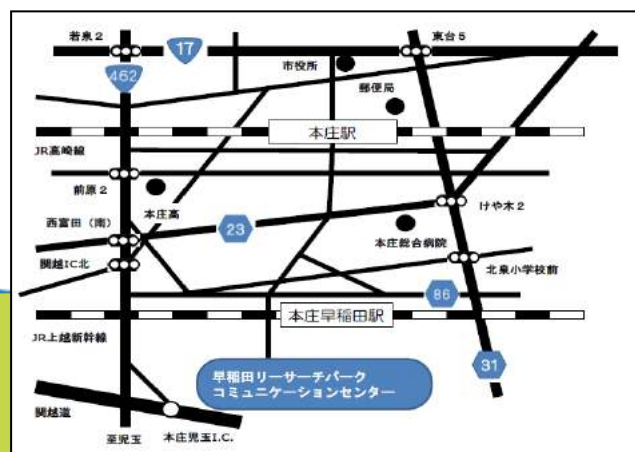 若泉2
17
東台5
市役所
462
郵便局
本庄駅
JR高崎線
前原2
本庄高
けや木2
西富田(南)
23
本庄総合病院
関越IC北
北泉小学校前
86
本庄早稲田駅
JR上越新幹線
31
早稲田リーサーチパーク
コミュニケーションセンター
関越道
至児玉
本庄児玉I.C.